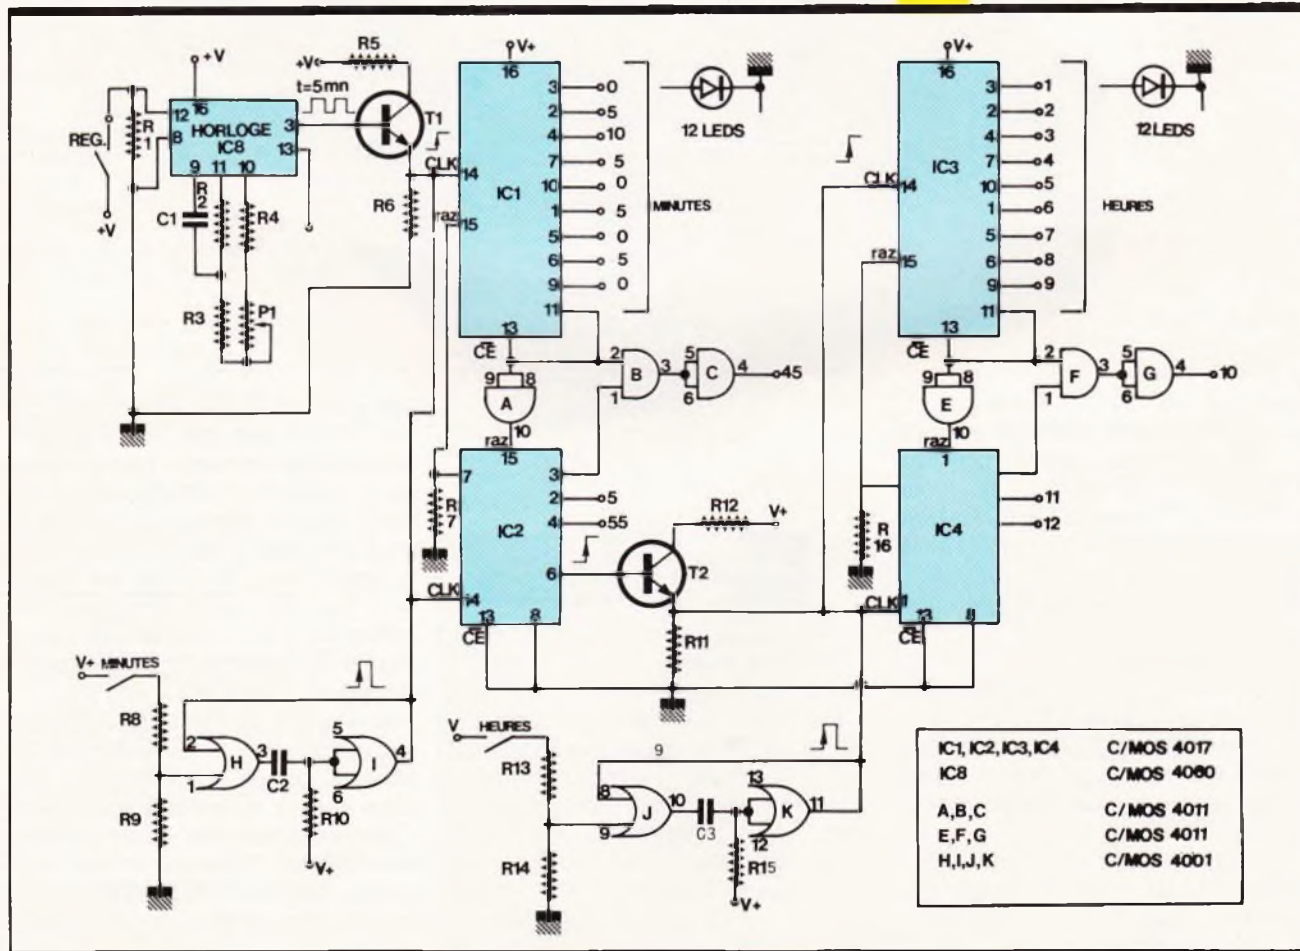 +V
R5
+V
t=5mn
16
12
8
HORLOGE
IC8
3
13
9
11
10
R
1
REG.
+V
C1
R
2
R4
R3
P1
T1
R6
CLK
14
raz
15
V+
16
IC1
3
0
2
5
4
10
7
5
10
0
1
5
5
0
6
5
9
0
11
13
CE
MINUTES
12 LEDS
9
8
A
10
raz
15
2
1
B
3
5
6
C
4
45
7
R
7
3
2
5
4
55
IC2
6
CLK
14
CE
13
8
R12
V+
T2
R11
V+
16
IC3
3
1
2
2
4
3
7
4
10
5
1
6
5
7
6
8
9
9
11
CLK
14
raz
15
13
CE
HEURES
12 LEDS
9
8
E
10
raz
1
2
1
F
3
5
6
G
4
10
11
12
IC4
R
16
CLK
1
CE
13
8
V+
MINUTES
R8
R9
2
1
H
3
C2
5
6
I
4
R10
V+
V
HEURES
R13
R14
9
8
9
J
10
C3
13
12
K
11
R15
V+
IC1, IC2, IC3, IC4 C/MOS 4017
IC8 C/MOS 4060
A,B,C C/MOS 4011
E,F,G C/MOS 4011
H,I,J,K C/MOS 4001